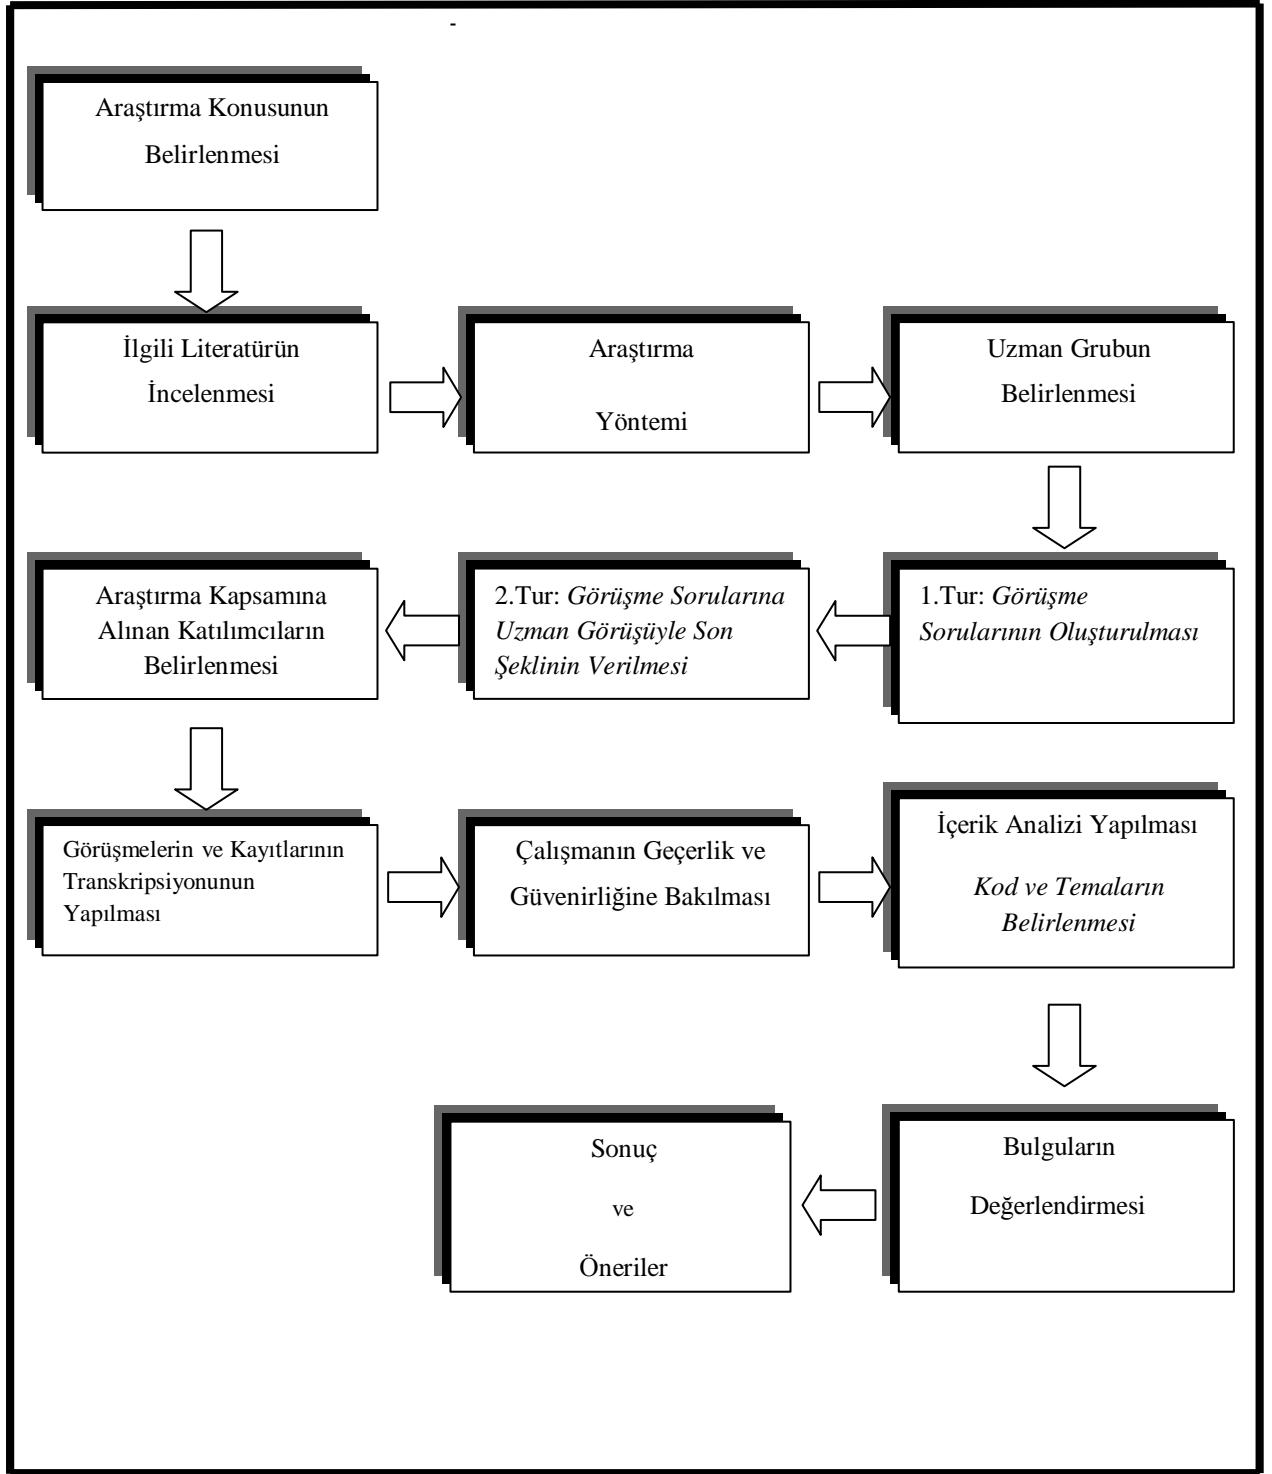 -
Araştırma Konusunun
Belirlenmesi
İlgili Literatürün
İncelenmesi
Araştırma
Yöntemi
Uzman Grubun
Belirlenmesi
1.Tur: Görüşme
Sorularının Oluşturulması
2.Tur: Görüşme Sorularına
Uzman Görüşüyle Son
Şeklinin Verilmesi
Araştırma Kapsamına
Alınan Katılımcıların
Belirlenmesi
Görüşmelerin ve Kayıtlarının
Transkripsiyonunun
Yapılması
Çalışmanın Geçerlik ve
Güvenirliğine Bakılması
İçerik Analizi Yapılması
Kod ve Temaların
Belirlenmesi
Bulguların
Değerlendirmesi
Sonuç
ve
Öneriler